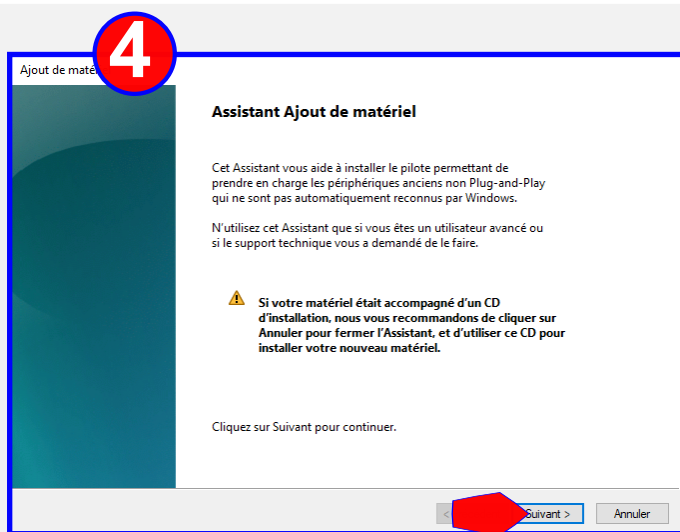 4
Ajout de maté
Assistant Ajout de matériel
Cet Assistant vous aide à installer le pilote permettant de
prendre en charge les périphériques anciens non Plug-and-Play
qui ne sont pas automatiquement reconnus par Windows.
N'utilisez cet Assistant que si vous êtes un utilisateur avancé ou
si le support technique vous a demandé de le faire.
Si votre matériel était accompagné d'un CD
d'installation, nous vous recommandons de cliquer sur
Annuler pour fermer l'Assistant, et d'utiliser ce CD pour
installer votre nouveau matériel.
Cliquez sur Suivant pour continuer.
< Suivant > Annuler